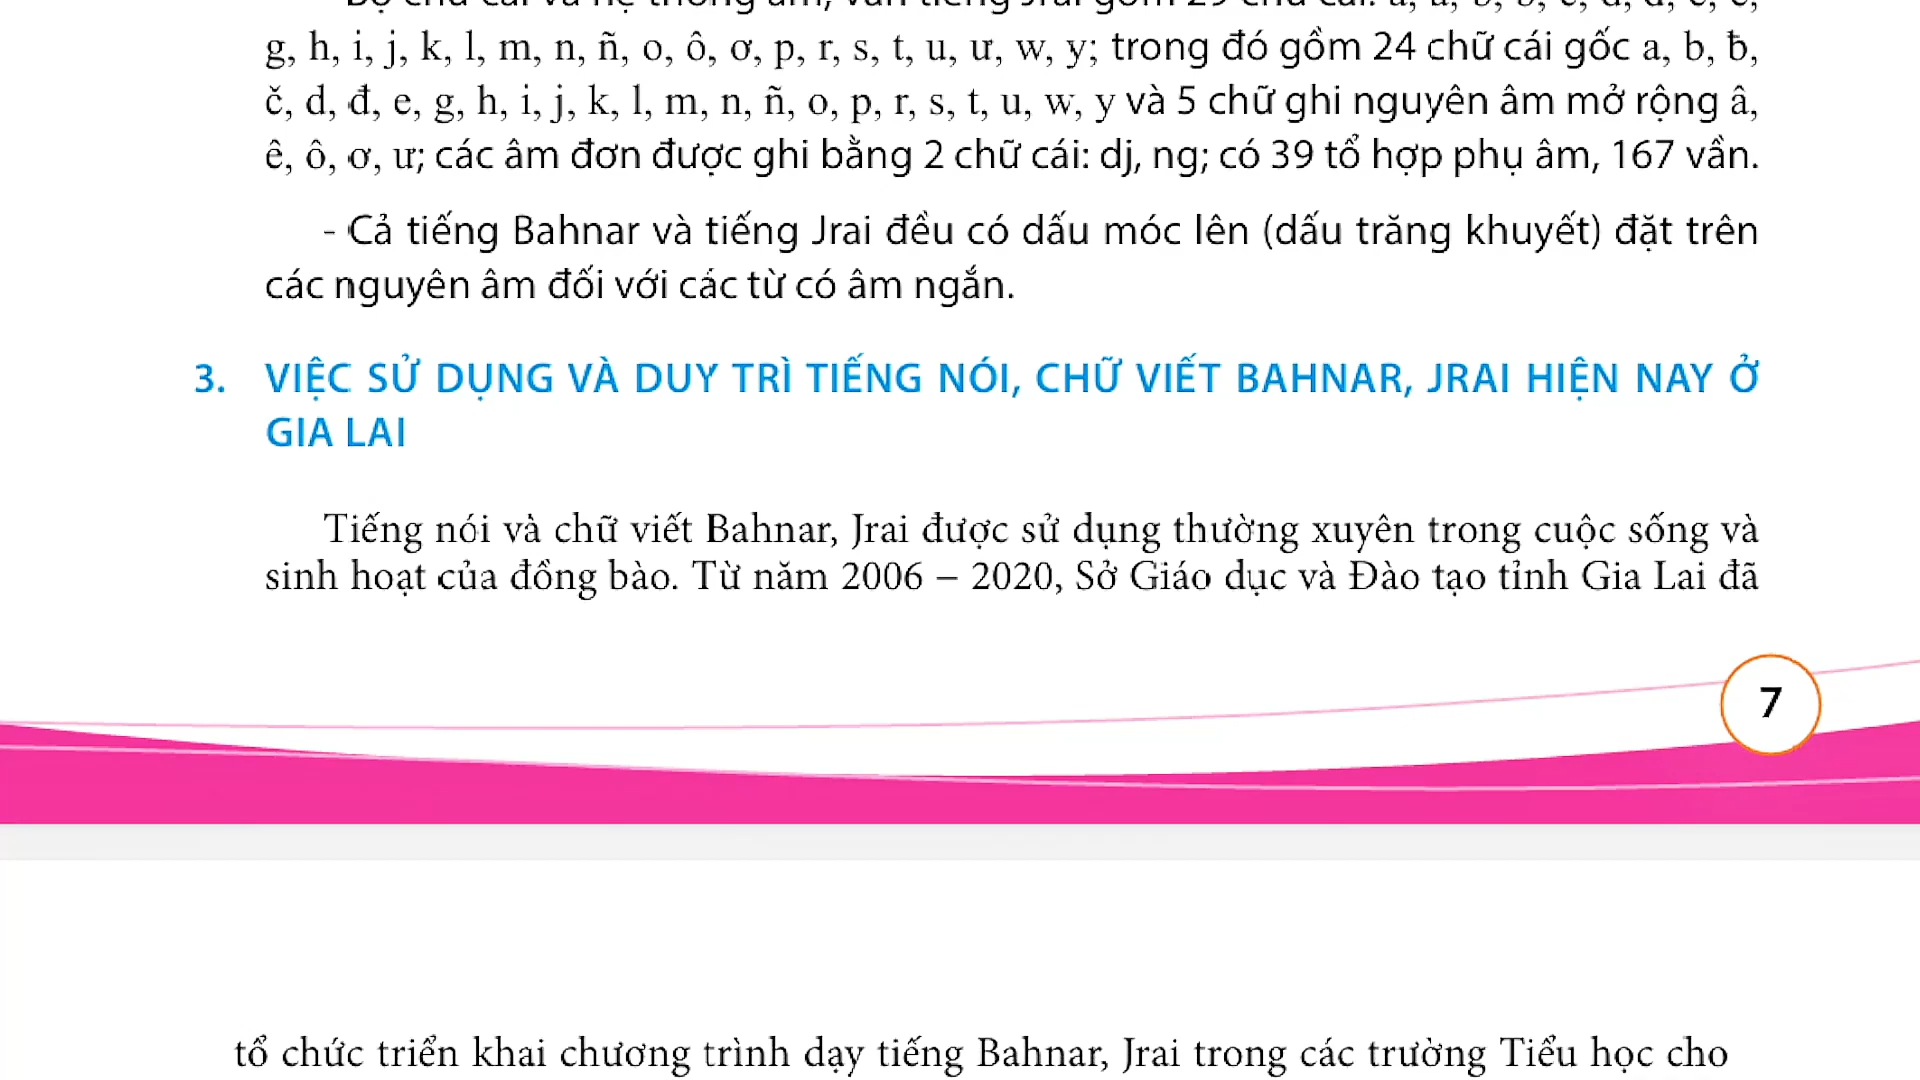 g, h, i, j, k, l, m, n, ñ, o, ô, ơ, p, r, s, t, u, ư, w, y; trong đó gồm 24 chữ cái gốc a, b, ƀ,
č, d, đ, e, g, h, i, j, k, l, m, n, ñ, o, p, r, s, t, u, w, y và 5 chữ ghi nguyên âm mở rộng â,
ê, ô, ơ, ư; các âm đơn được ghi bằng 2 chữ cái: dj, ng; có 39 tổ hợp phụ âm, 167 vần.
- Cả tiếng Bahnar và tiếng Jrai đều có dấu móc lên (dấu trăng khuyết) đặt trên
các nguyên âm đối với các từ có âm ngắn.
3. VIỆC SỬ DỤNG VÀ DUY TRÌ TIẾNG NÓI, CHỮ VIẾT BAHNAR, JRAI HIỆN NAY Ở
GIA LAI
Tiếng nói và chữ viết Bahnar, Jrai được sử dụng thường xuyên trong cuộc sống và
sinh hoạt của đồng bào. Từ năm 2006 – 2020, Sở Giáo dục và Đào tạo tỉnh Gia Lai đã
7
tổ chức triển khai chương trình dạy tiếng Bahnar, Jrai trong các trường Tiểu học cho